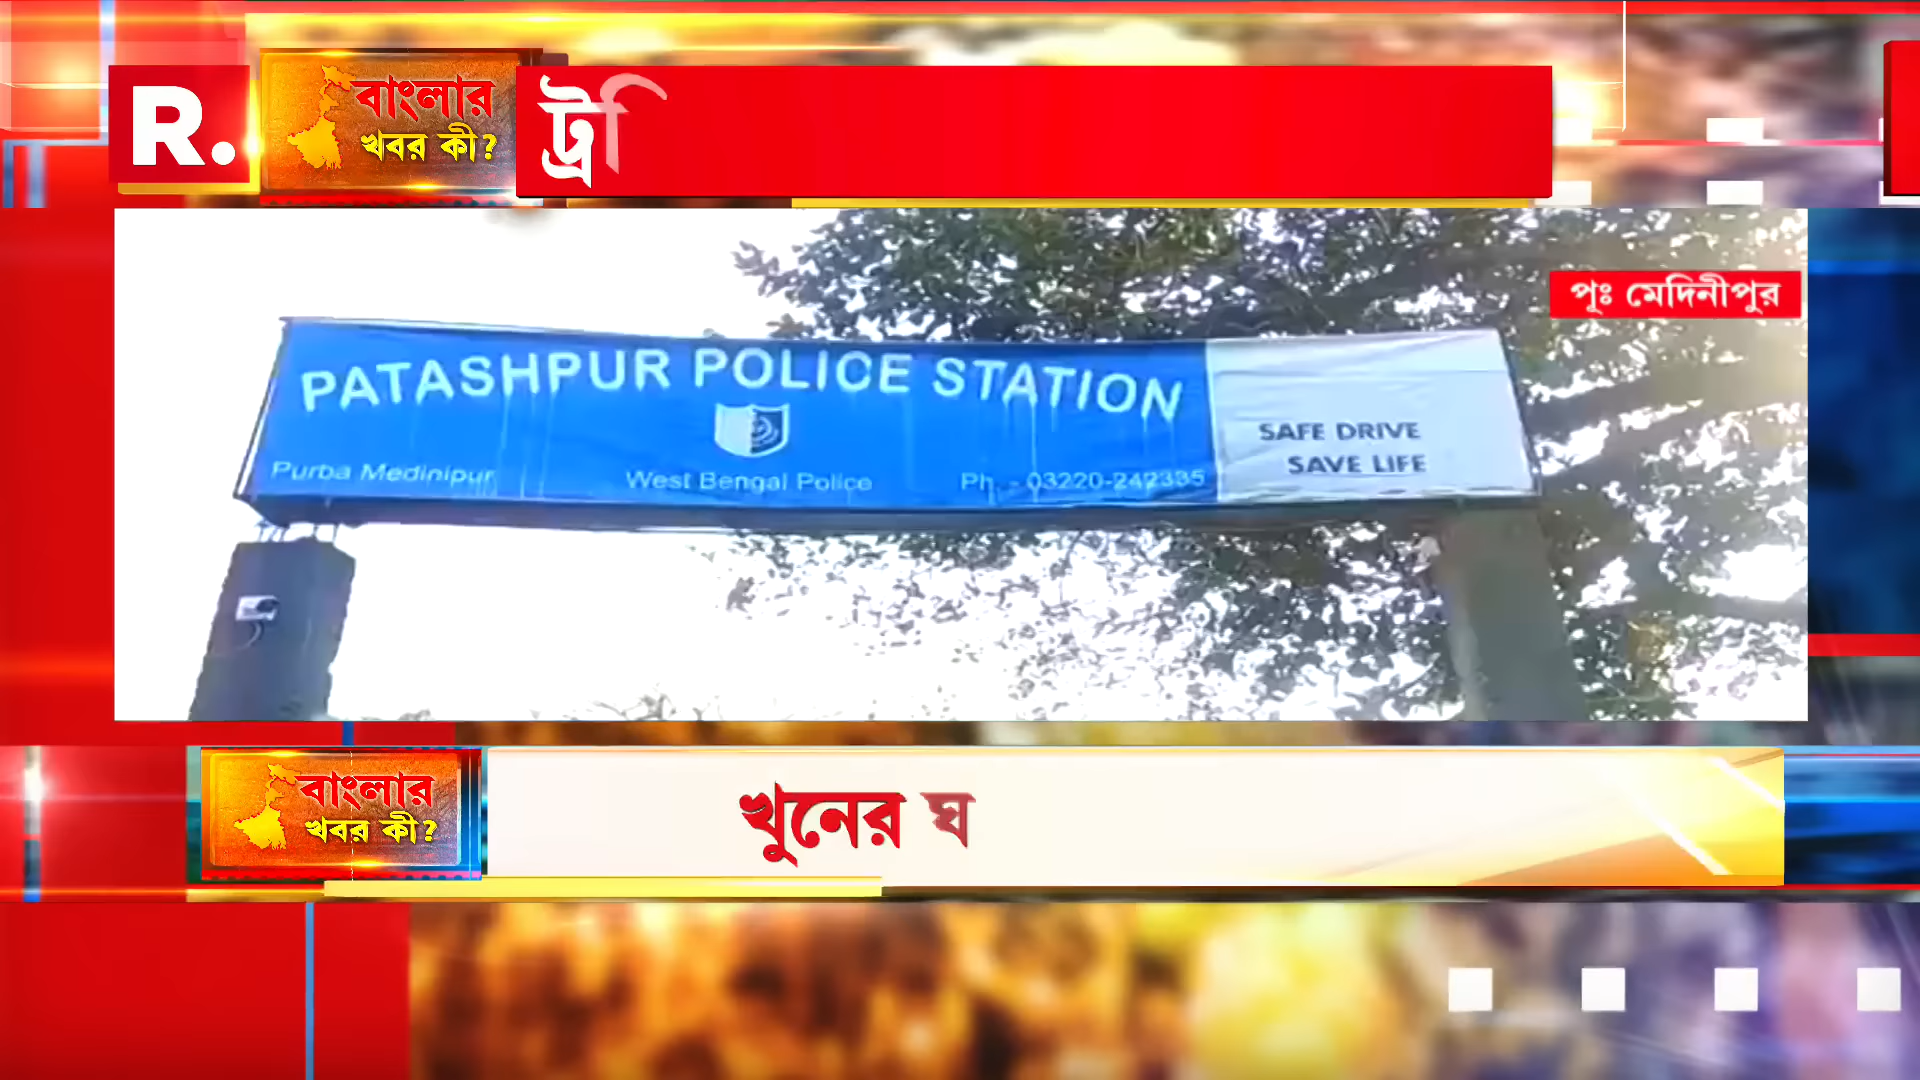 R.
বাংলার
খবর কী?
ট্রি
পূঃ মেদিনীপুর
PATASHPUR POLICE STATION
Purba Medinipur
West Bengal Police
Ph. - 03220-242335
SAFE DRIVE
SAVE LIFE
বাংলার
খবর কী?
খুনের ঘ